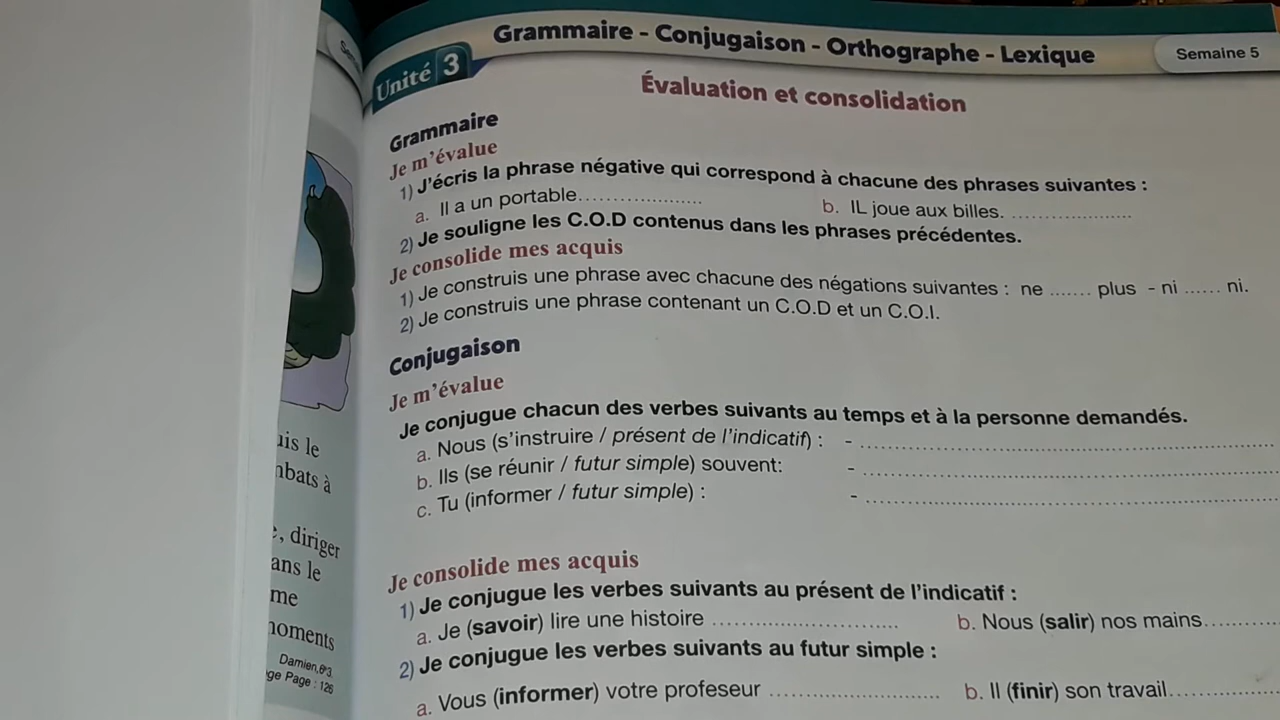 Grammaire - Conjugaison - Orthographe - Lexique
Semaine 5
Unité 3
Évaluation et consolidation
Grammaire
Je m'évalue
1) J'écris la phrase négative qui correspond à chacune des phrases suivantes :
a. Il a un portable..................... b. IL joue aux billes. .....................
2) Je souligne les C.O.D contenus dans les phrases précédentes.
Je consolide mes acquis
1) Je construis une phrase avec chacune des négations suivantes : ne ....... plus - ni ...... ni.
2) Je construis une phrase contenant un C.O.D et un C.O.I.
Conjugaison
Je m'évalue
Je conjugue chacun des verbes suivants au temps et à la personne demandés.
a. Nous (s'instruire / présent de l'indicatif) : - ..............................
b. Ils (se réunir / futur simple) souvent: - ..............................
c. Tu (informer / futur simple) : - ..............................
Je consolide mes acquis
1) Je conjugue les verbes suivants au présent de l'indicatif :
a. Je (savoir) lire une histoire .............................. b. Nous (salir) nos mains............
2) Je conjugue les verbes suivants au futur simple :
a. Vous (informer) votre profeseur ........................... b. Il (finir) son travail..................
uis le
mbats à
, diriger
ans le
me
moments
Damien,
ge Page : 126